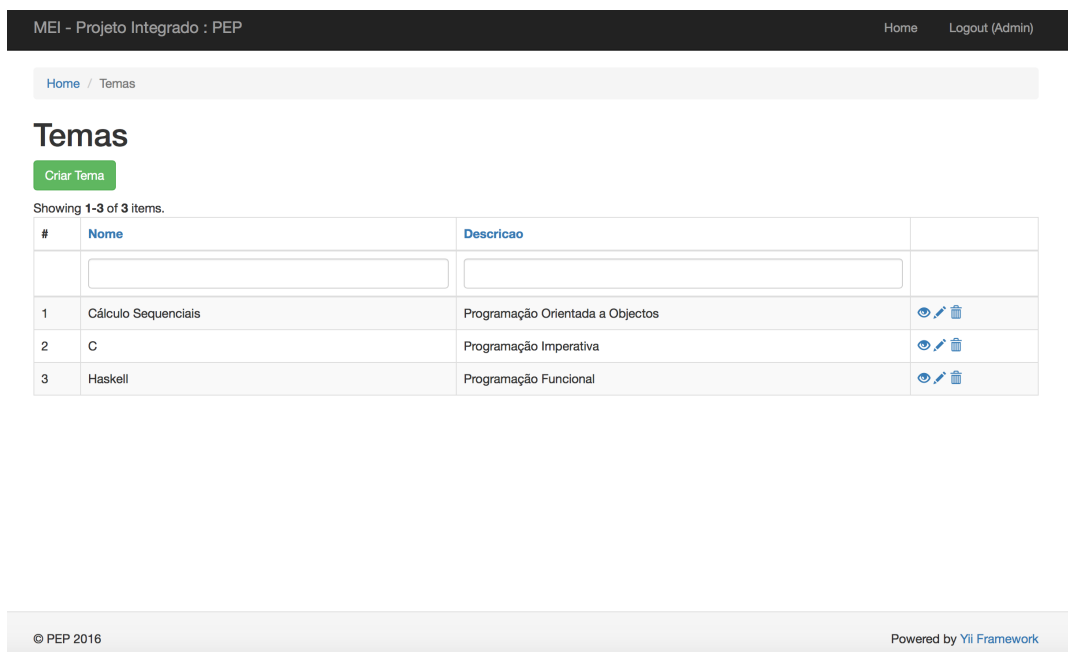 MEI - Projeto Integrado : PEP Home Logout (Admin)
Home / Temas
Temas
Criar Tema
Showing 1-3 of 3 items.
# Nome Descricao
1 Cálculo Sequenciais Programação Orientada a Objectos
2 C Programação Imperativa
3 Haskell Programação Funcional
© PEP 2016 Powered by Yii Framework